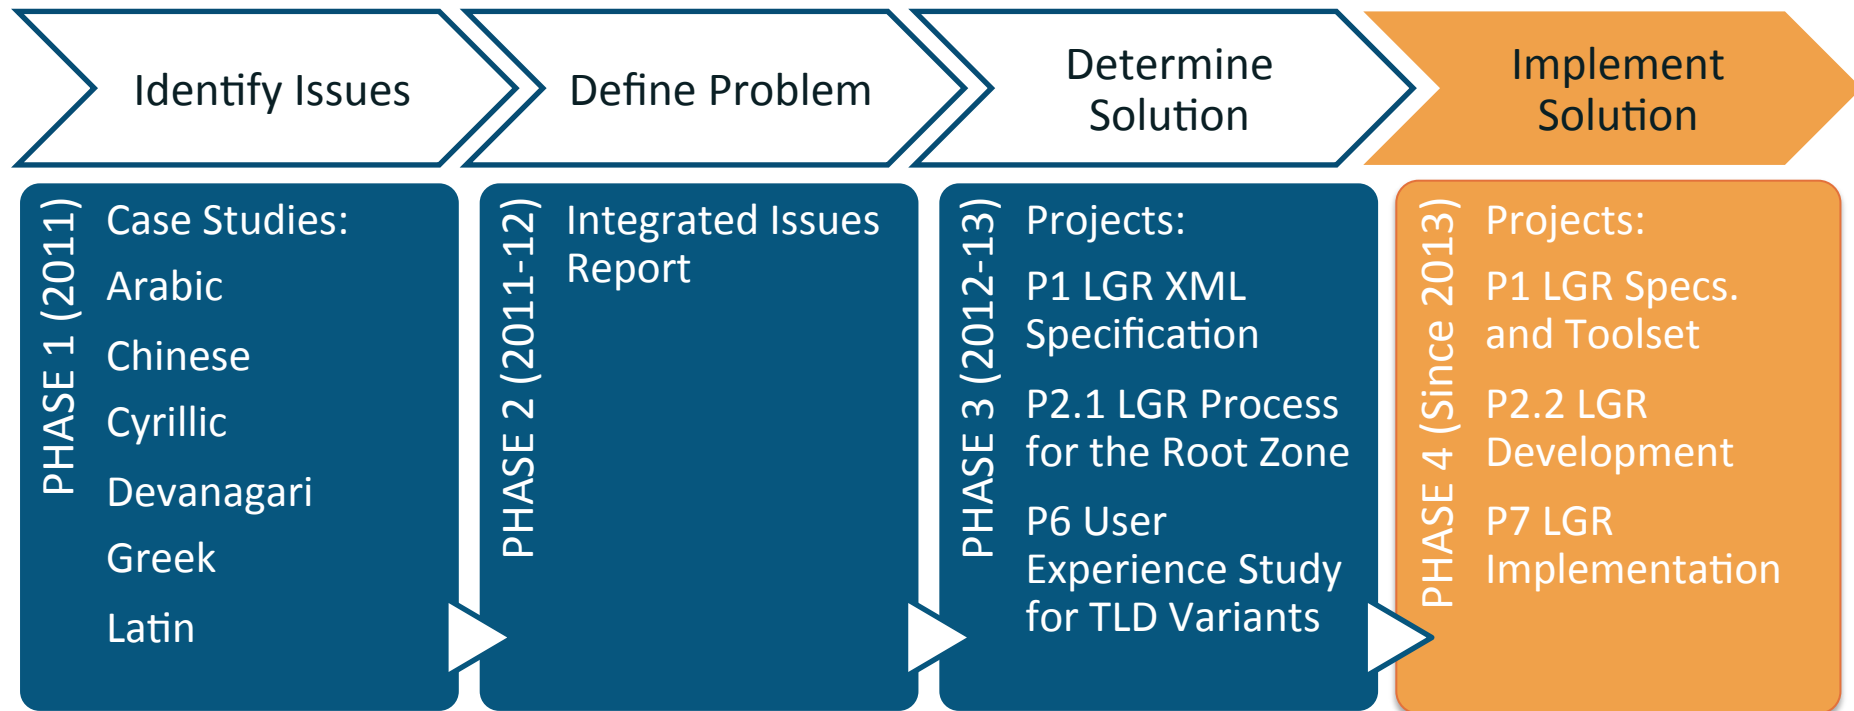 Identify Issues
Define Problem
Determine
Solution
Implement
Solution
PHASE 1 (2011)
Case Studies:
Arabic
Chinese
Cyrillic
Devanagari
Greek
Latin
PHASE 2 (2011-12)
Integrated Issues
Report
PHASE 3 (2012-13)
Projects:
P1 LGR XML
Specification
P2.1 LGR Process
for the Root Zone
P6 User
Experience Study
for TLD Variants
PHASE 4 (Since 2013)
Projects:
P1 LGR Specs.
and Toolset
P2.2 LGR
Development
P7 LGR
Implementation